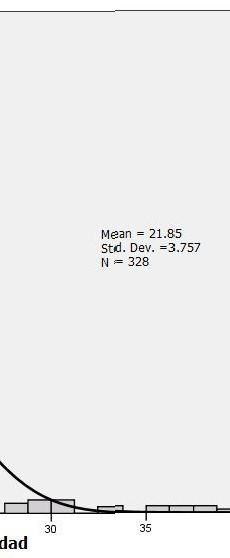 Mean = 21.85
Std. Dev. =3.757
N = 328
30
35
dad